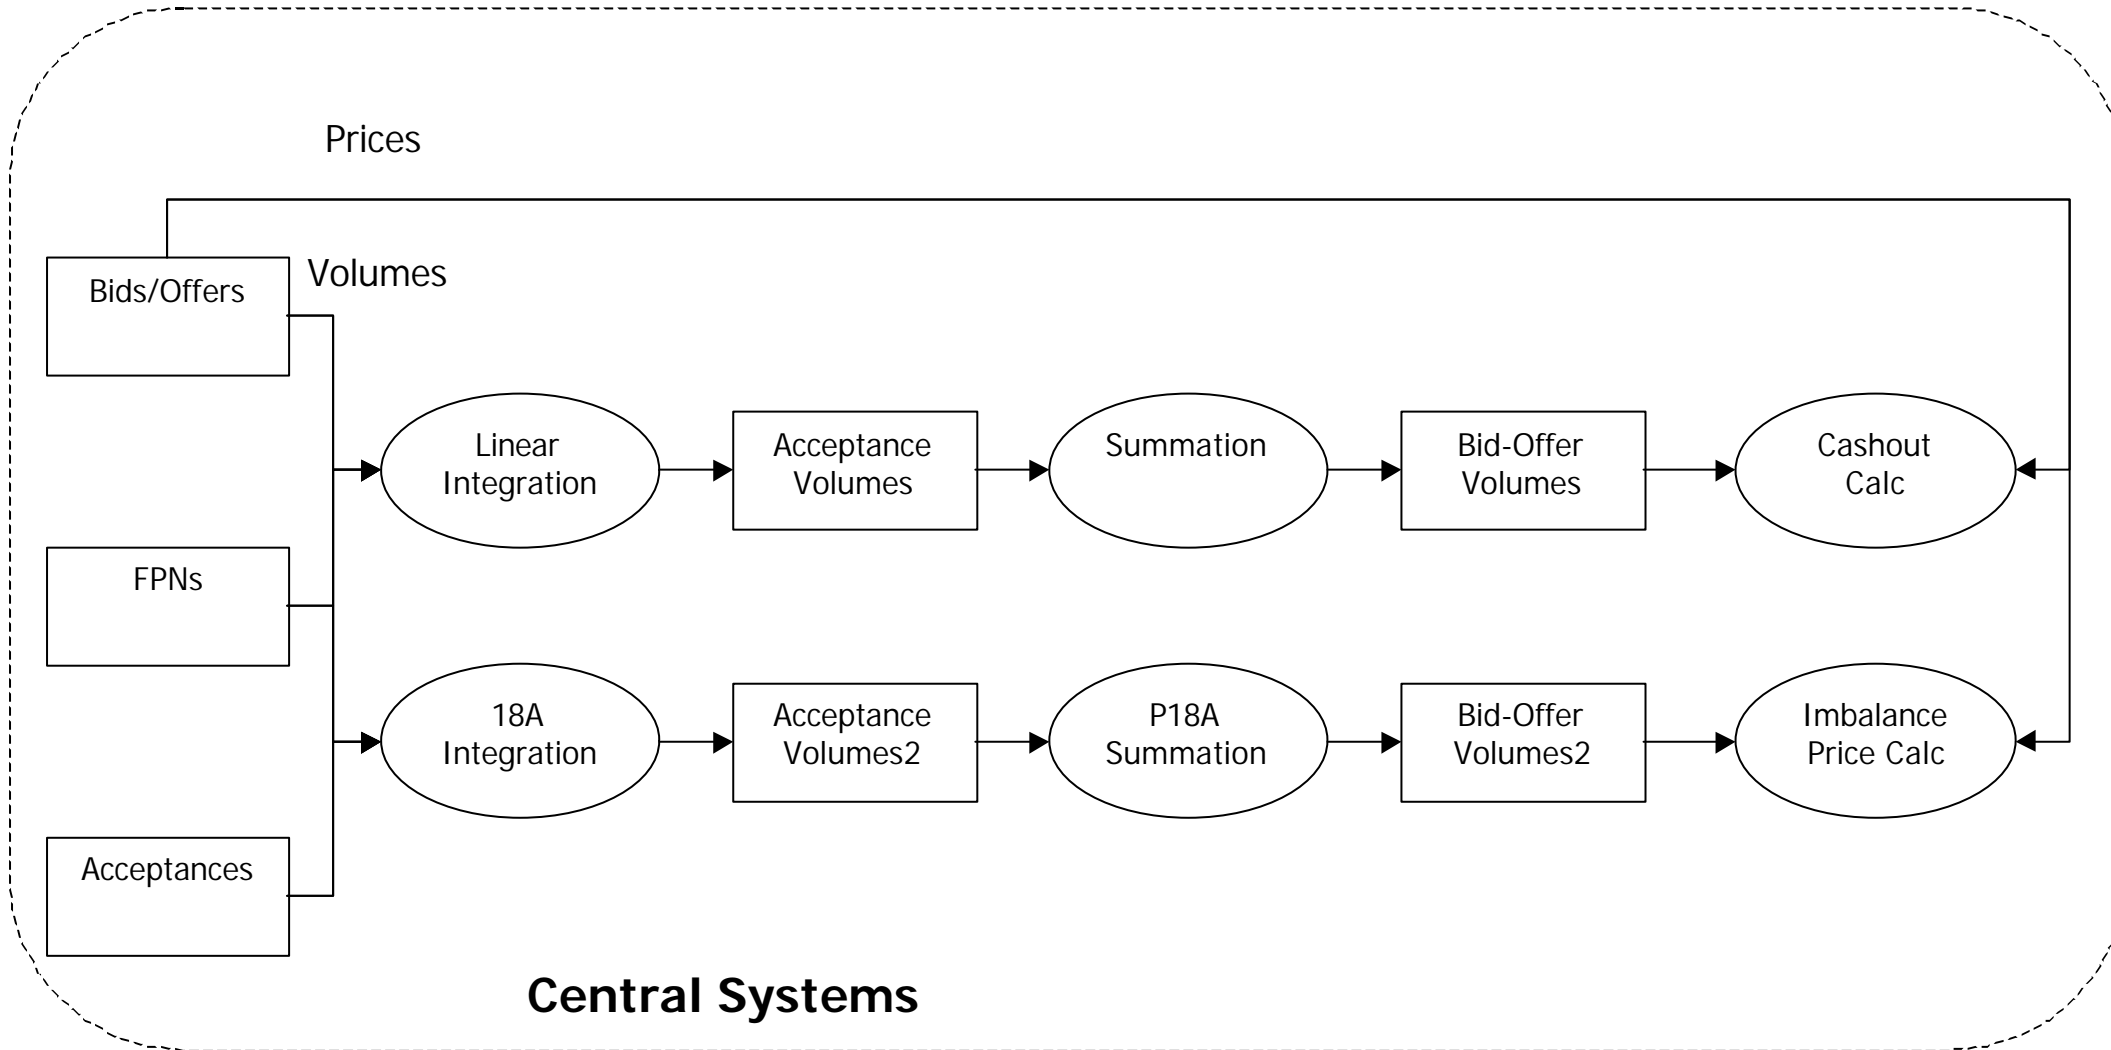 Prices
Volumes
Bids/Offers
Linear
Integration
Acceptance
Volumes
Summation
Bid-Offer
Volumes
Cashout
Calc
FPNs
18A
Integration
Acceptance
Volumes2
P18A
Summation
Bid-Offer
Volumes2
Imbalance
Price Calc
Acceptances
Central Systems